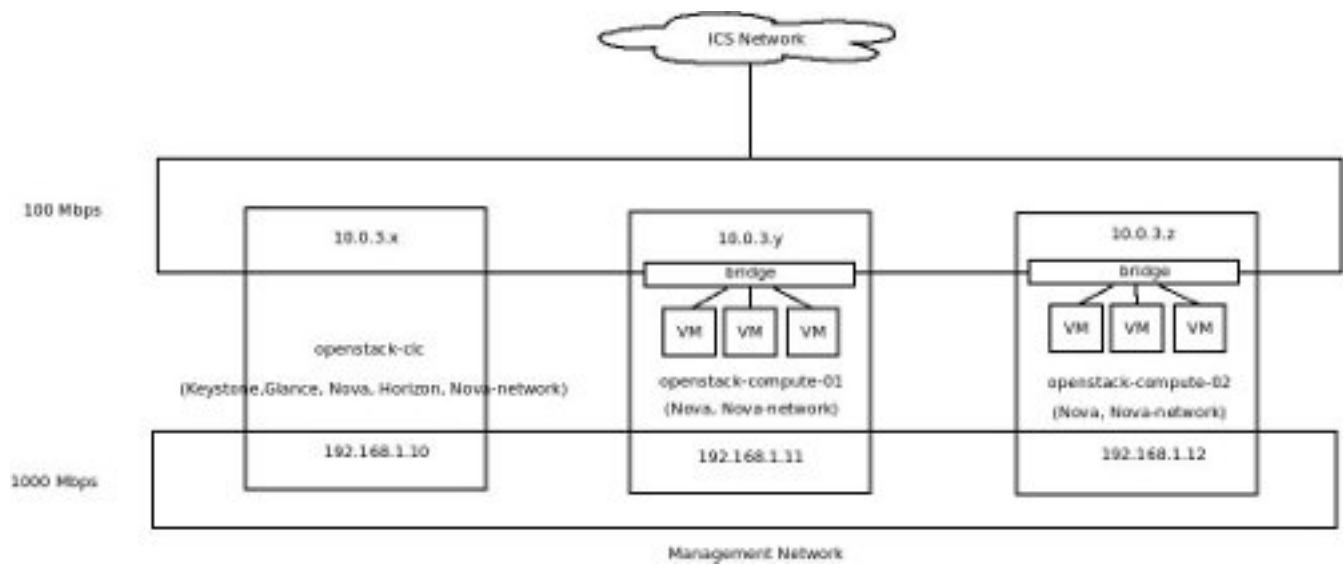 ICS Network
100 Mbps
10.0.3.x
10.0.3.y
10.0.3.z
bridge
bridge
VM VM VM
VM VM VM
openstack-clc
(Keystone,Glance, Nova, Horizon, Nova-network)
openstack-compute-01
(Nova, Nova-network)
openstack-compute-02
(Nova, Nova-network)
192.168.1.10
192.168.1.11
192.168.1.12
1000 Mbps
Management Network